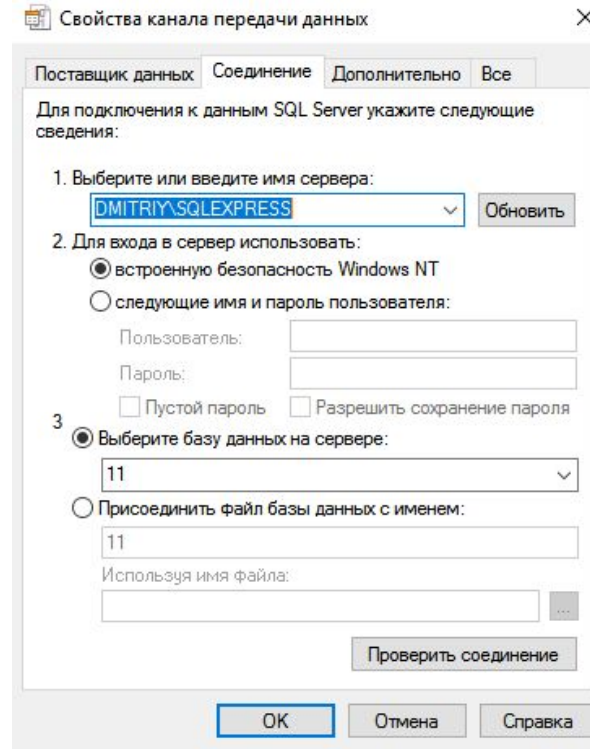 Свойства канала передачи данных
Поставщик данных Соединение Дополнительно Все
Для подключения к данным SQL Server укажите следующие
сведения:
1. Выберите или введите имя сервера:
DMITRIY\SQLEXPRESS Обновить
2. Для входа в сервер использовать:
встроенную безопасность Windows NT
следующие имя и пароль пользователя:
Пользователь:
Пароль:
Пустой пароль Разрешить сохранение пароля
3
Выберите базу данных на сервере:
11
Присоединить файл базы данных с именем:
11
Используя имя файла:
...
Проверить соединение
OK Отмена Справка